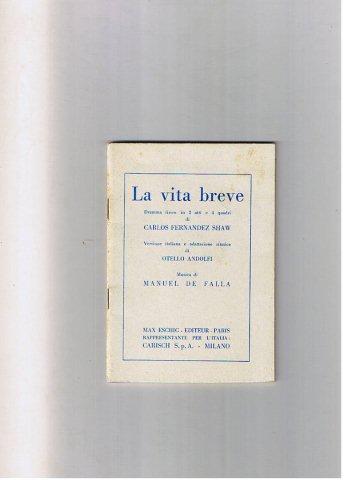 La vita breve
Dramma lirico in 2 atti e 4 quadri
di
CARLOS FERNANDEZ SHAW
Versione italiana e adattazione ritmica
di
OTELLO ANDOLFI
Musica di
MANUEL DE FALLA
MAX ESCHIG - EDITEUR - PARIS
RAPPRESENTANTE PER L'ITALIA:
CARISCH S.p.A. - MILANO